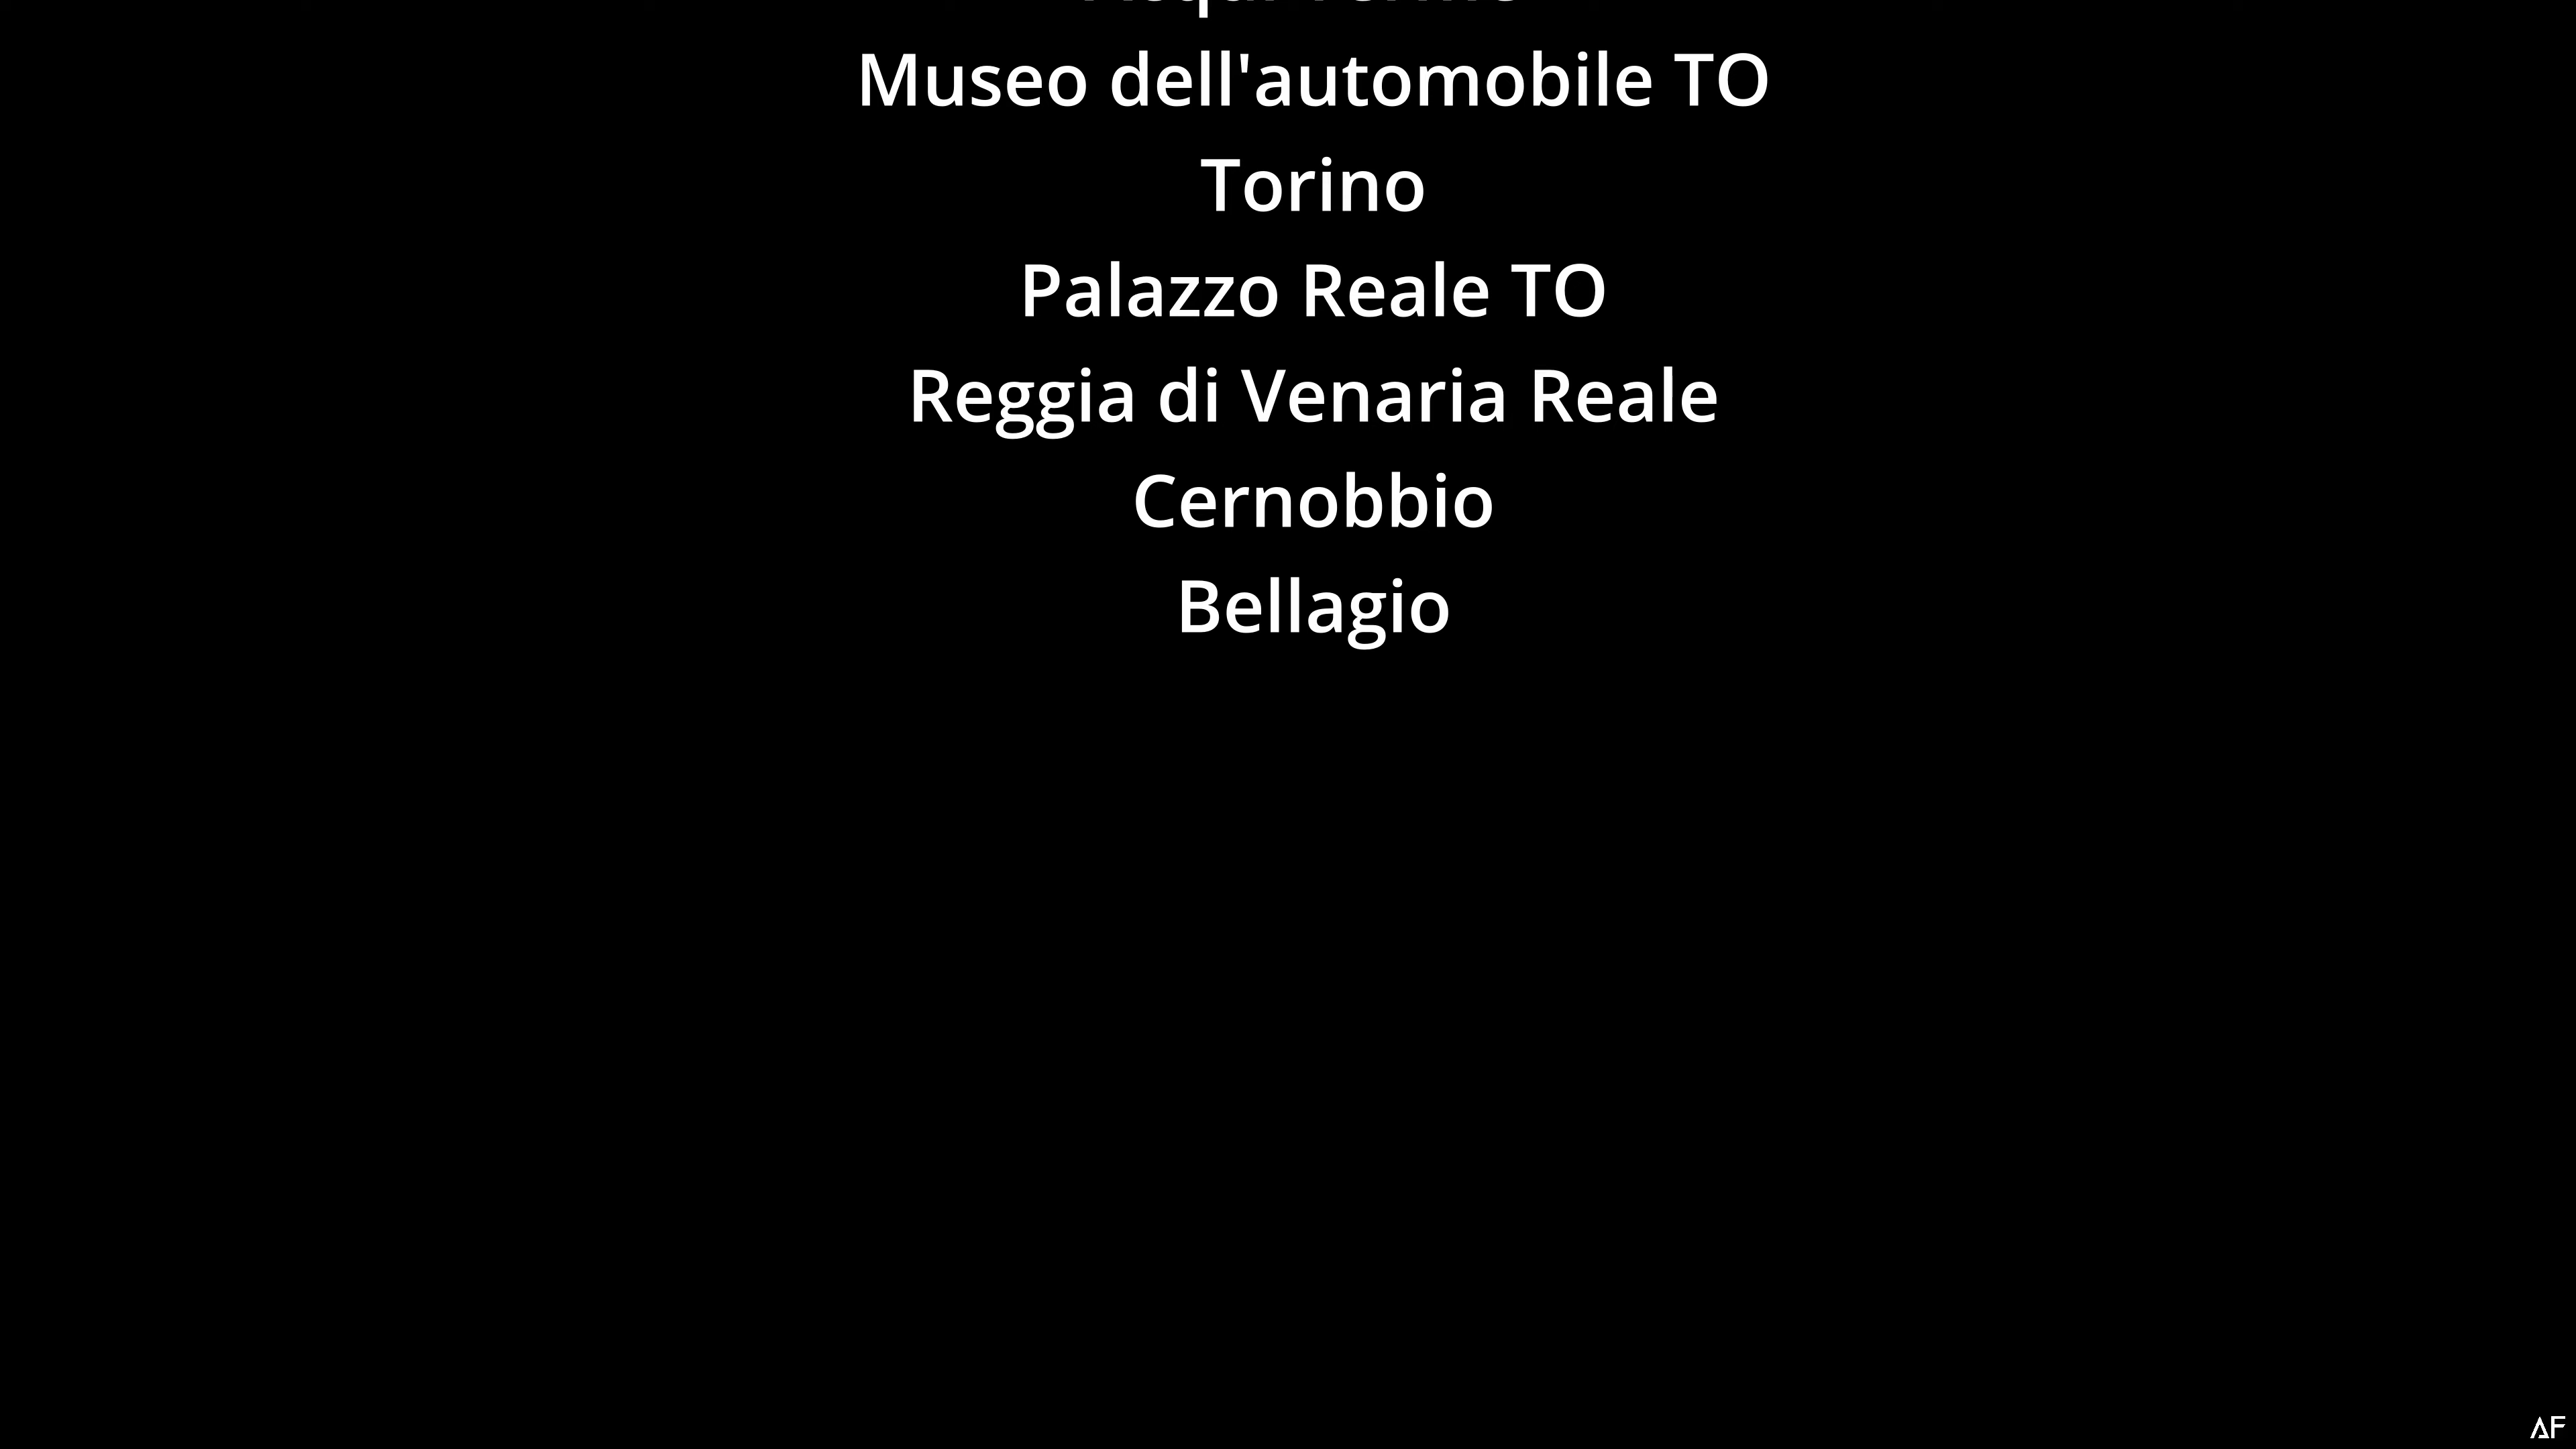 Museo dell'automobile TO
Torino
Palazzo Reale TO
Reggia di Venaria Reale
Cernobbio
Bellagio
AF